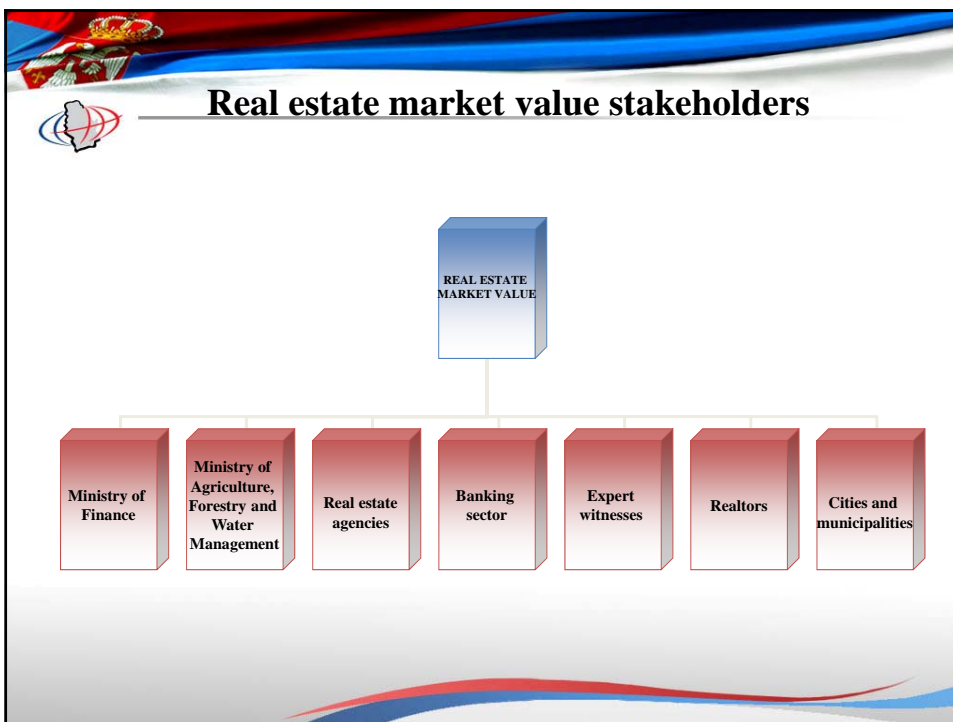 Real estate market value stakeholders
REAL ESTATE
MARKET VALUE
Ministry of
Finance
Ministry of
Agriculture,
Forestry and
Water
Management
Real estate
agencies
Banking
sector
Expert
witnesses
Realtors
Cities and
municipalities